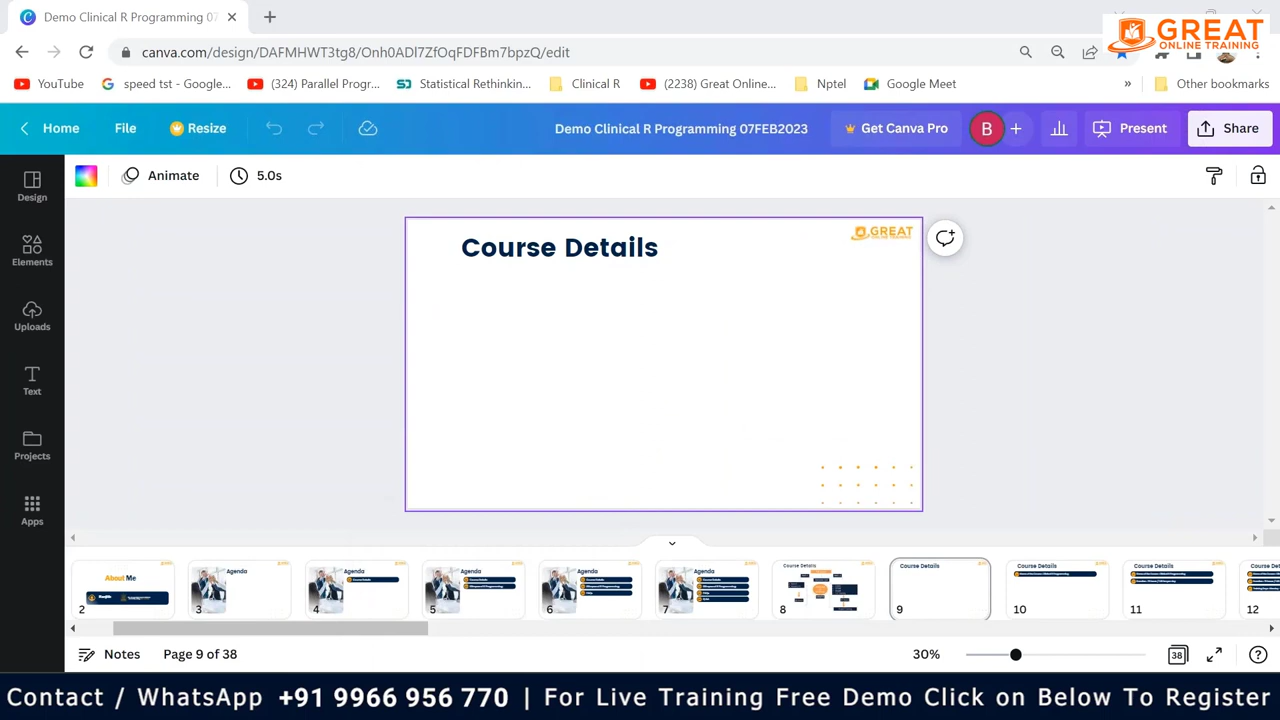 Demo Clinical R Programming 07
GREAT
ONLINE TRAINING
canva.com/design/DAFMHWT3tg8/Onh0ADl7ZfOqFDFBm7bpzQ/edit
YouTube
speed tst - Google...
(324) Parallel Progr...
Statistical Rethinkin...
Clinical R
(2238) Great Online...
Nptel
Google Meet
»
Other bookmarks
Home
File
Resize
Demo Clinical R Programming 07FEB2023
Get Canva Pro
B
Present
Share
Animate
5.0s
Design
Elements
Uploads
Text
Projects
Apps
Course Details
GREAT
ONLINE TRAINING
About Me
2
Agenda
3
Agenda
4
Agenda
5
Agenda
6
Agenda
7
Course Details
8
Course Details
9
Course Details
10
Course Details
11
Course De
12
Notes
Page 9 of 38
30%
38
Contact / WhatsApp +91 9966 956 770 | For Live Training Free Demo Click on Below To Register